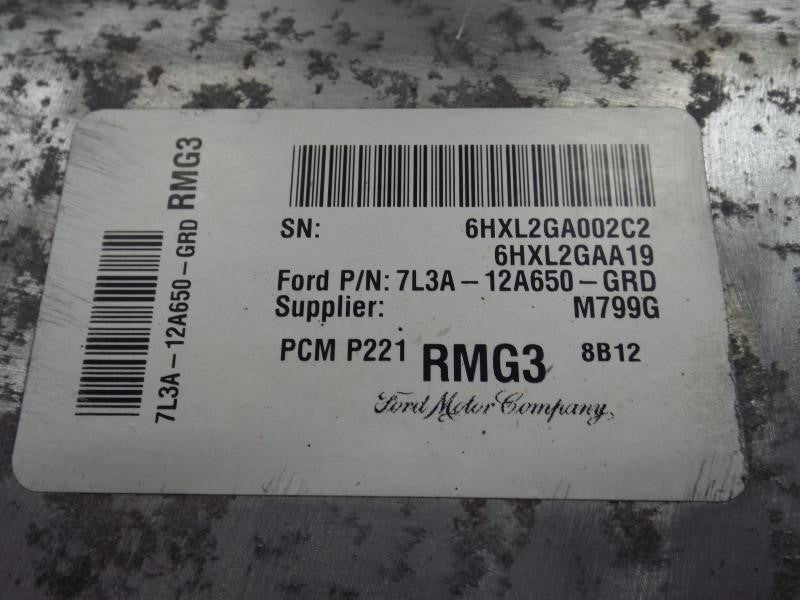 7L3A-12A650-GRD RMG3
SN: 6HXL2GA002C2
6HXL2GAA19
Ford P/N: 7L3A-12A650-GRD
Supplier: M799G
PCM P221 RMG3 8B12
Ford Motor Company,